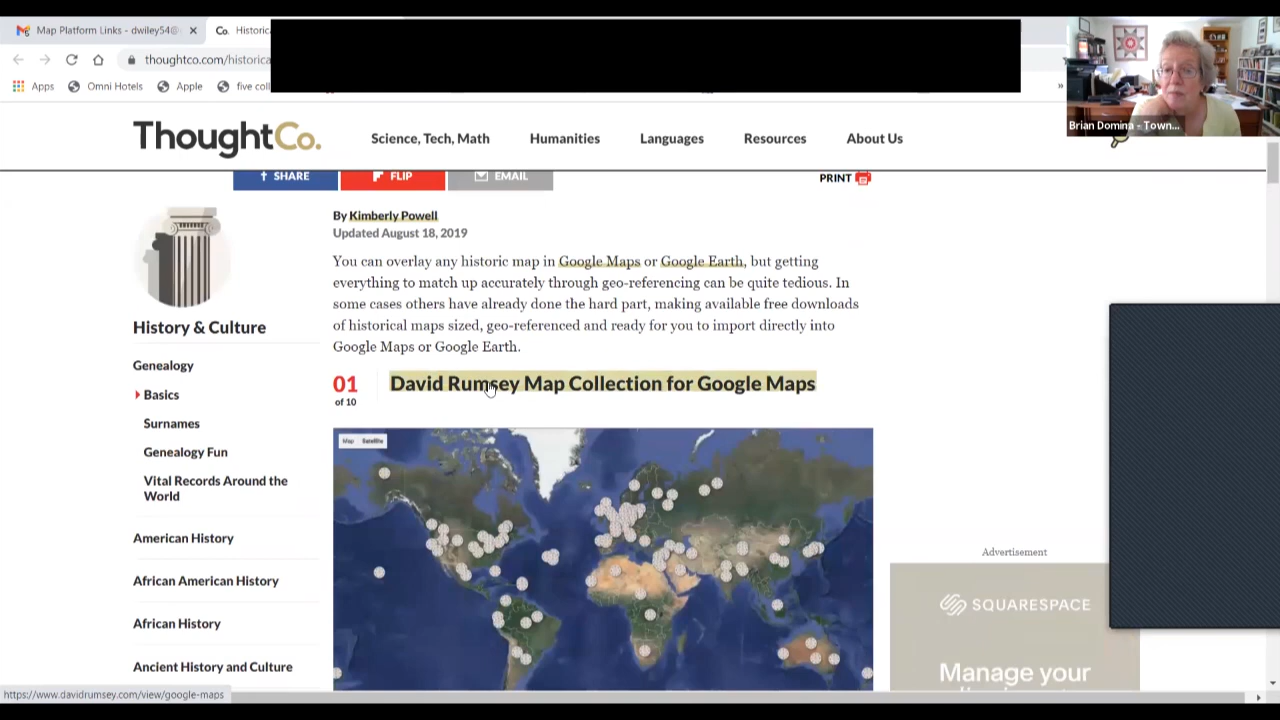 Map Platform Links - dwiley54@
Co. Historic
thoughtco.com/historica
Apps
Omni Hotels
Apple
five coll
»
Brian Domina - Town...
ThoughtCo.
Science, Tech, Math
Humanities
Languages
Resources
About Us
SHARE
FLIP
EMAIL
PRINT
By Kimberly Powell
Updated August 18, 2019
You can overlay any historic map in Google Maps or Google Earth, but getting
everything to match up accurately through geo-referencing can be quite tedious. In
some cases others have already done the hard part, making available free downloads
of historical maps sized, geo-referenced and ready for you to import directly into
Google Maps or Google Earth.
History & Culture
Genealogy
Basics
Surnames
Genealogy Fun
Vital Records Around the
World
American History
African American History
African History
Ancient History and Culture
01
of 10
David Rumsey Map Collection for Google Maps
Map Satellite
Advertisement
SQUARESPACE
Manage your
https://www.davidrumsey.com/view/google-maps